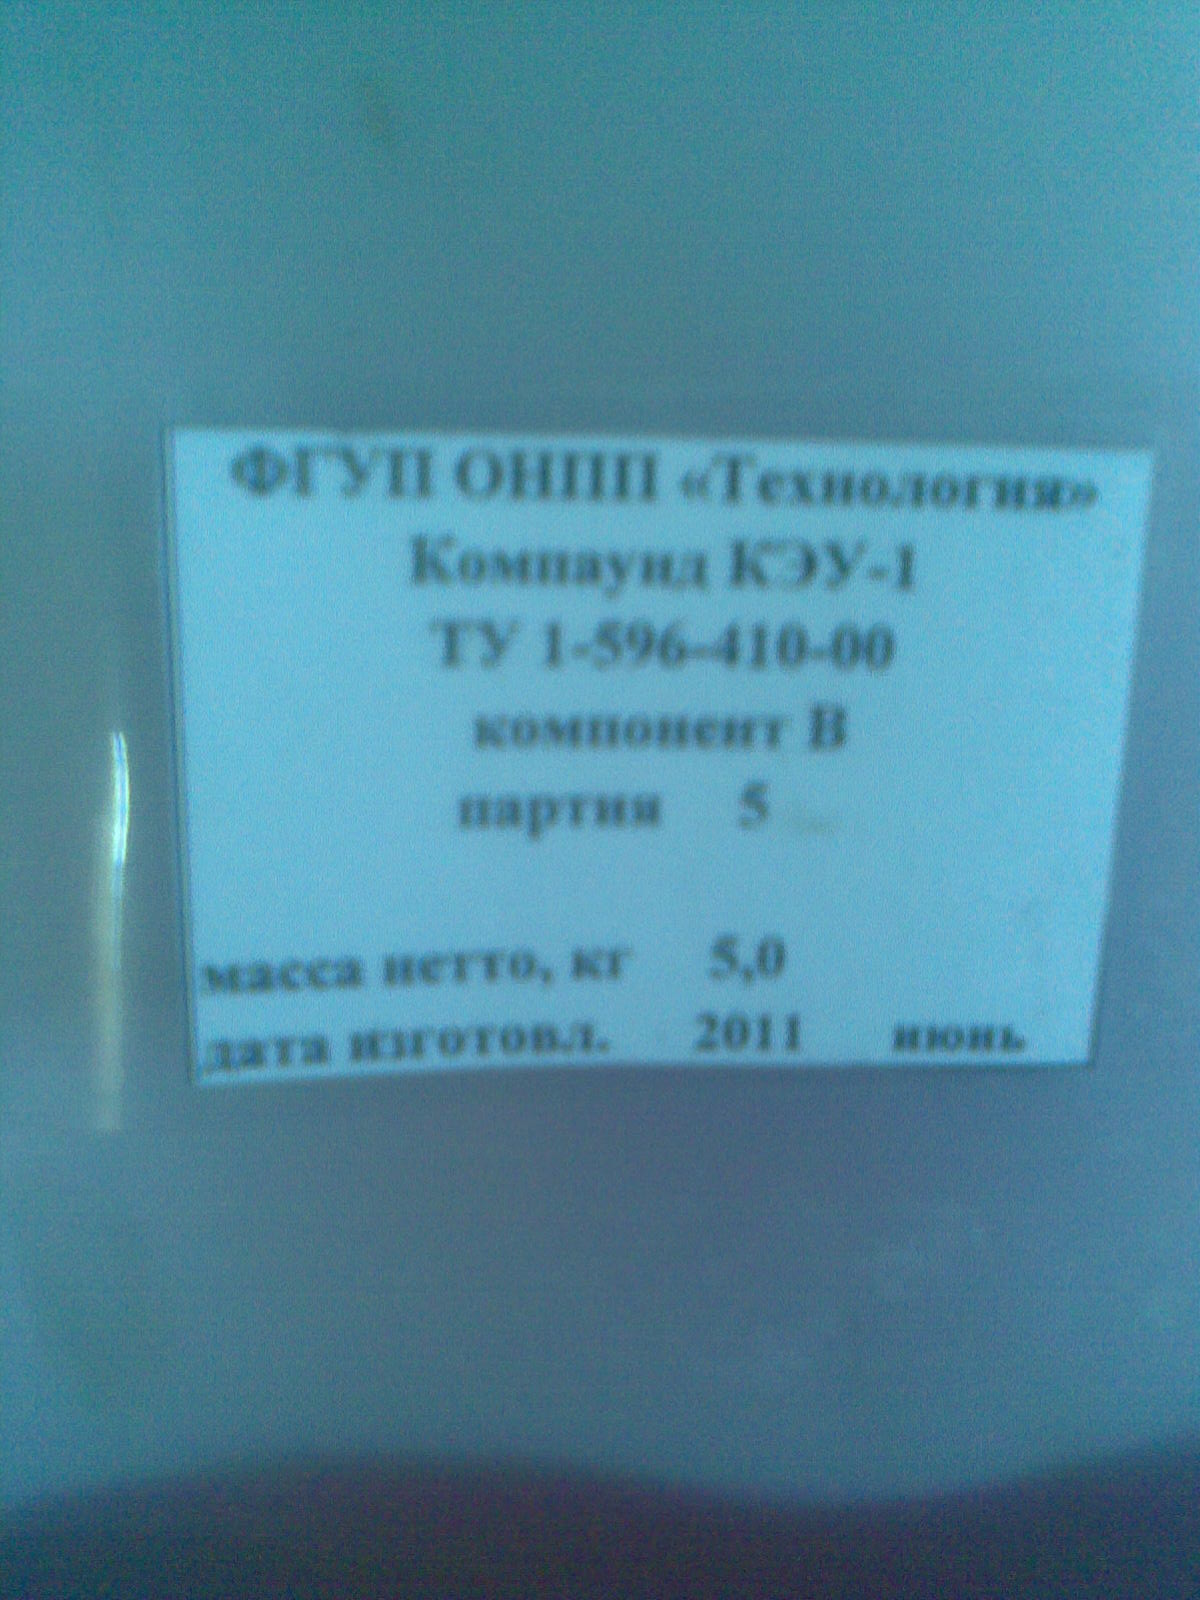 ФГУП ОНПП «Технология»
Компаунд КЭУ-1
ТУ 1-596-410-00
компонент В
партия 5
масса нетто, кг 5,0
дата изготовл. 2011 июнь